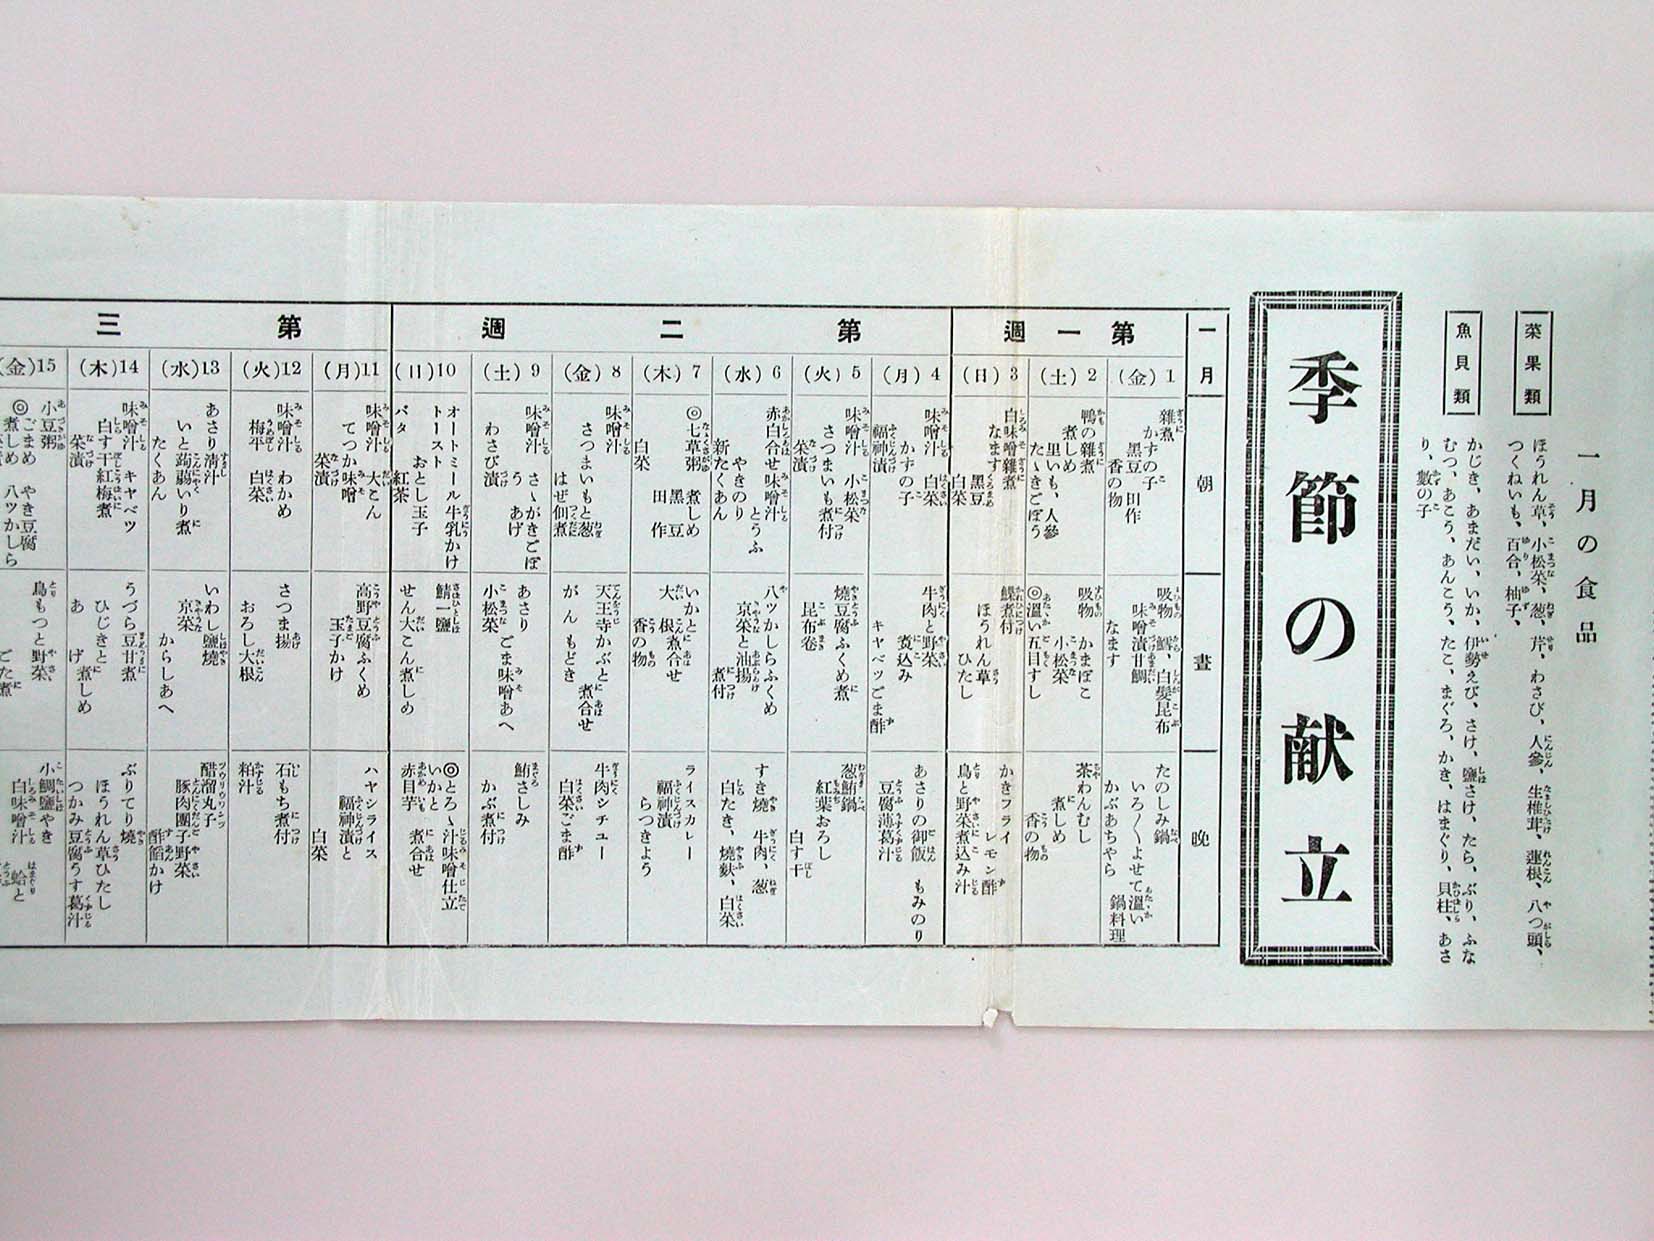 一月の食品
菜果類
ほうれん草、小松菜、葱、芹、わさび、人參、生椎茸、蓮根、八つ頭、
つくねいも、百合、柚子、
魚貝類
かじき、あまだい、いか、伊勢えび、さけ、鹽さけ、たら、ぶり、ふな
むつ、あこう、あんこう、たこ、まぐろ、かき、はまぐり、貝柱、あさ
り、數の子
季節の献立
一月
朝
晝
晩
第一週
1(金)
雜煮
かずの子
黑豆 田作
香の物
吸物 鱈、白髮昆布
味噌漬甘鯛
なます
たのしみ鍋
いろ〱よせて溫い
鍋料理
かぶあちやら
2(土)
鴨の雜煮
煮しめ
里いも、人參
たゝきごぼう
吸物 かまぼこ
小松菜
◎溫い五目ずし
茶わんむし
煮しめ
香の物
3(日)
白味噌雜煮
なます
黑豆
白菜
鰈煮付
ほうれん草
ひたし
かきフライ
レモン酢
鳥と野菜煮込み汁
第二週
4(月)
味噌汁 白菜
かずの子
福神漬
牛肉と野菜
煮込み
キヤベツごま酢
あさりの御飯 もみのり
豆腐薄葛汁
5(火)
味噌汁 小松菜
さつまいも煮付
菜漬
燒豆腐ふくめ煮
昆布卷
葱鮪鍋
紅葉おろし
白す干
6(水)
赤白合せ味噌汁
とうふ
やきのり
新たくあん
八ツかしらふくめ
京菜と油揚
煮付
すき燒 牛肉、葱
白たき、燒麩、白菜
7(木)
◎七草粥 煮しめ
黑豆
田作
白菜
いかと
大根煮合せ
香の物
ライスカレー
福神漬
らつきょう
8(金)
味噌汁
さつまいもと葱
はぜ佃煮
天王寺かぶと
がんもどき 煮合せ
牛肉シチユー
白菜ごま酢
9(土)
味噌汁
さゝがきごぼ
う あげ
わさび漬
あさり
ごま味噌あへ
小松菜
鮪さしみ
かぶ煮付
10(日)
オートミール牛乳かけ
トースト
おとし玉子
バタ 紅茶
鯖一鹽
せん大こん煮しめ
◎とろゝ汁味噌仕立
いかと
赤目芋 煮合せ
第三
11(月)
味噌汁 大こん
てつか味噌
菜漬
高野豆腐ふくめ
玉子かけ
ハヤシライス
福神漬と
白菜
12(火)
味噌汁 わかめ
梅干 白菜
さつま揚
おろし大根
石もち煮付
粕汁
13(水)
あさり淸汁
いと蒟蒻いり煮
たくあん
いわし鹽燒
京菜 からしあへ
醋溜丸子
豚肉團子野菜
酢餡かけ
14(木)
味噌汁 キヤベツ
白す干紅梅煮
菜漬
うづら豆甘煮
ひじきと
あげ 煮しめ
ぶりてり燒
ほうれん草ひたし
つかみ豆腐うす葛汁
15(金)
小豆粥
◎ごまめ やき豆腐
煮しめ 八ツかしら
鳥もつと野菜
ごた煮
小鯛鹽やき
白味噌汁 蛤と